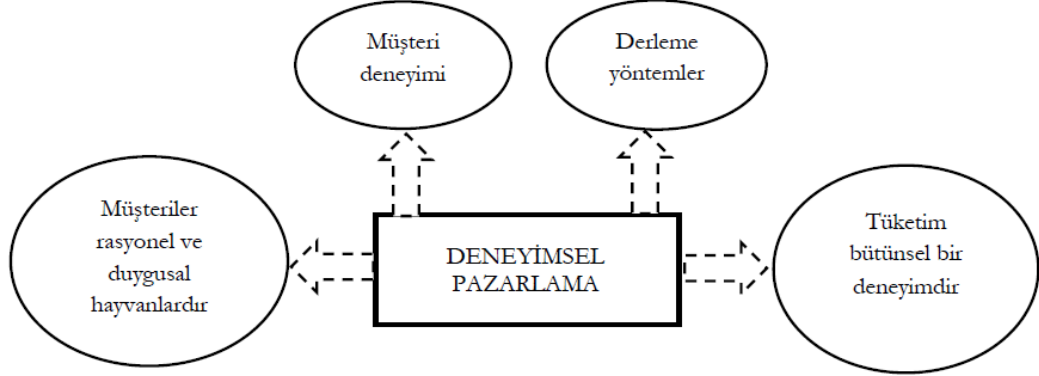 Müşteri
deneyimi
Derleme
yöntemler
Müşteriler
rasyonel ve
duygusal
hayvanlardır
DENEYİMSEL
PAZARLAMA
Tüketim
bütünsel bir
deneyimdir